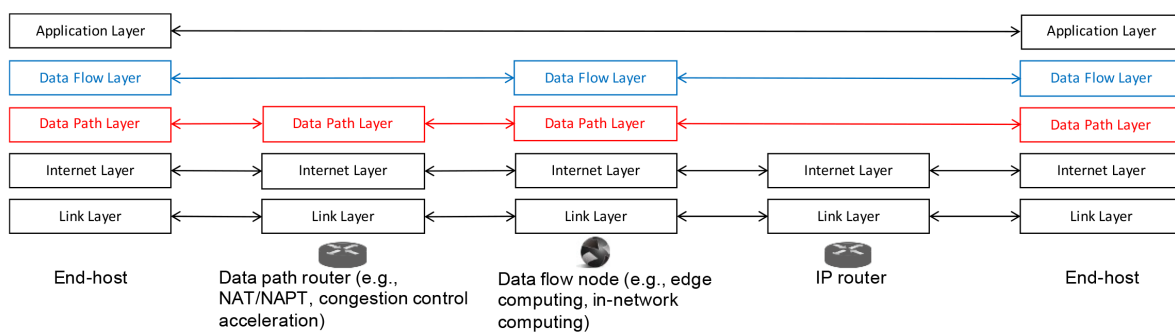 Application Layer
Application Layer
Data Flow Layer
Data Flow Layer
Data Flow Layer
Data Path Layer
Data Path Layer
Data Path Layer
Data Path Layer
Internet Layer
Internet Layer
Internet Layer
Internet Layer
Internet Layer
Link Layer
Link Layer
Link Layer
Link Layer
Link Layer
End-host
Data path router (e.g.,
NAT/NAPT, congestion control
acceleration)
Data flow node (e.g., edge
computing, in-network
computing)
IP router
End-host